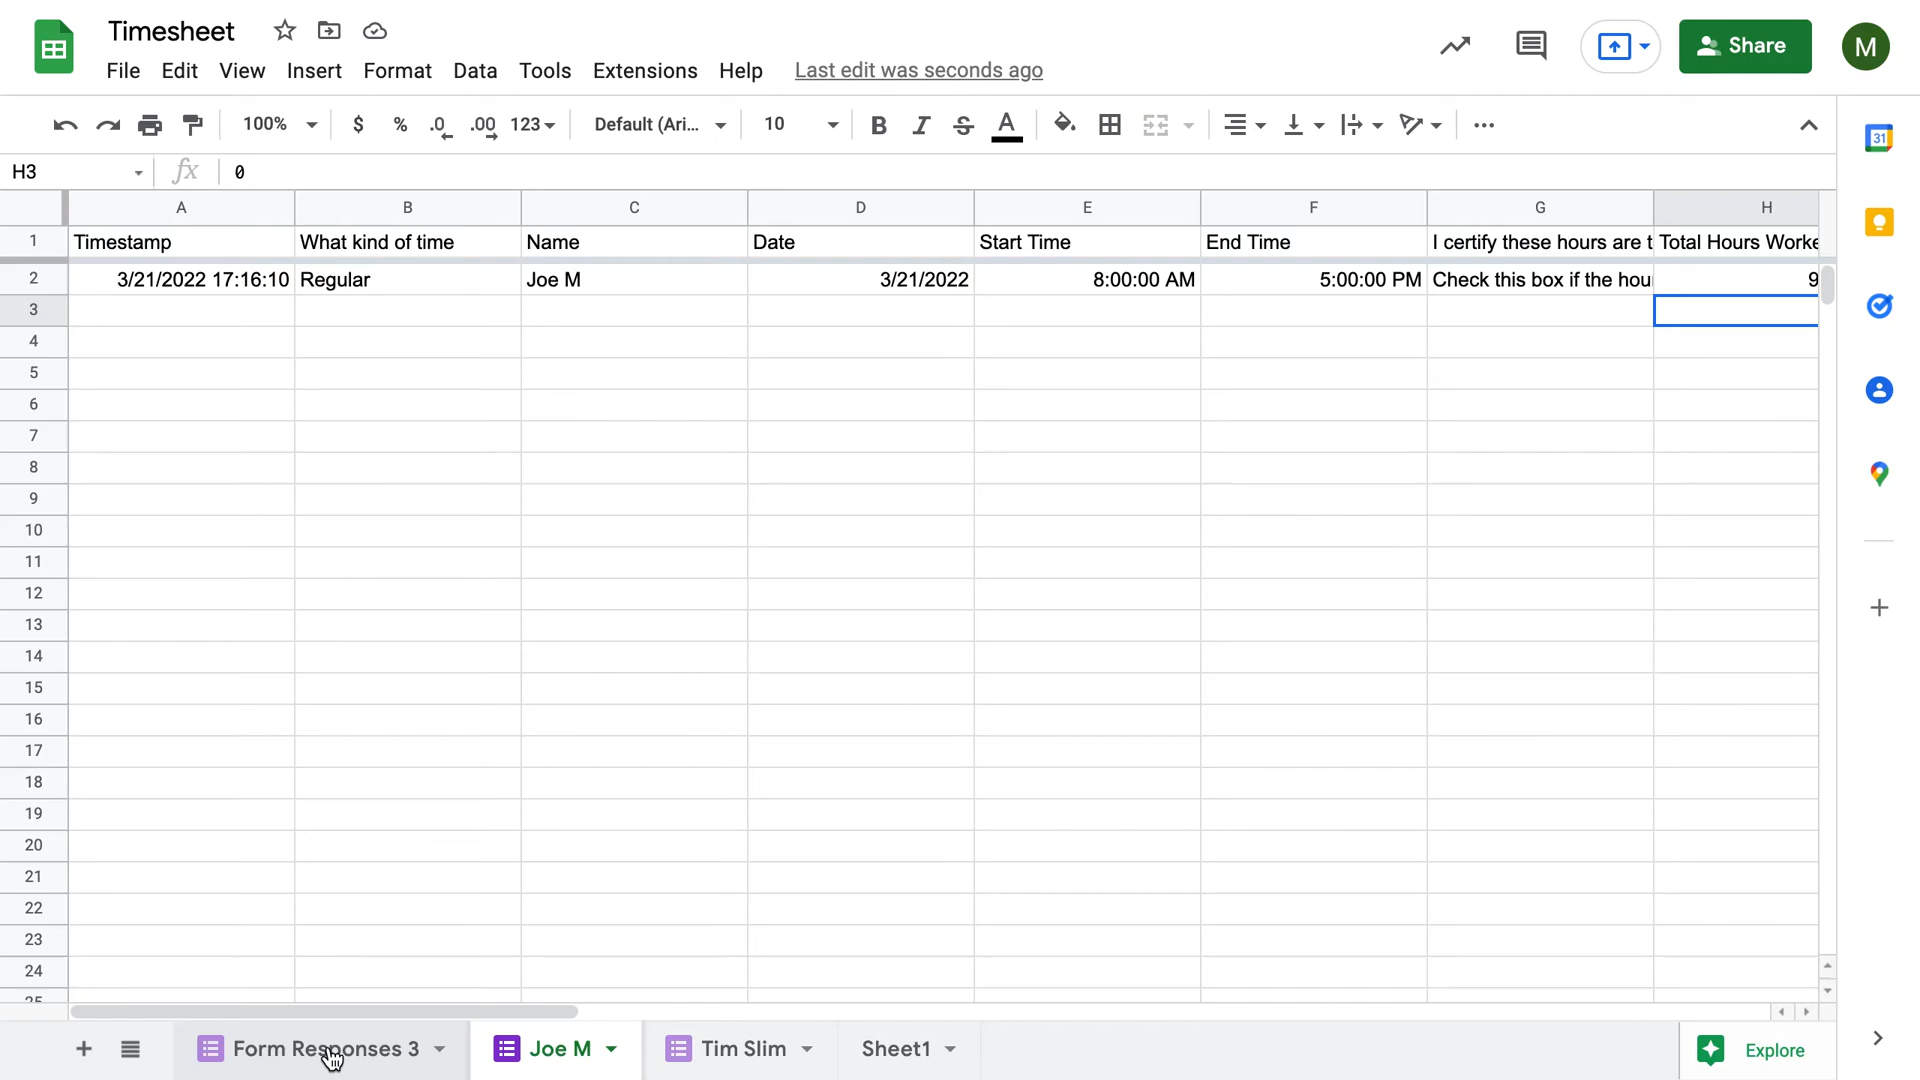 Timesheet
File Edit View Insert Format Data Tools Extensions Help Last edit was seconds ago
Share
M
100% $ % .0 .00 123 Default (Ari... 10 B I S A
31
H3 fx 0
A B C D E F G H
1 Timestamp What kind of time Name Date Start Time End Time I certify these hours are t Total Hours Worke
2 3/21/2022 17:16:10 Regular Joe M 3/21/2022 8:00:00 AM 5:00:00 PM Check this box if the hou 9
3
4
5
6
7
8
9
10
11
12
13
14
15
16
17
18
19
20
21
22
23
24
25
Form Responses 3 Joe M Tim Slim Sheet1 Explore